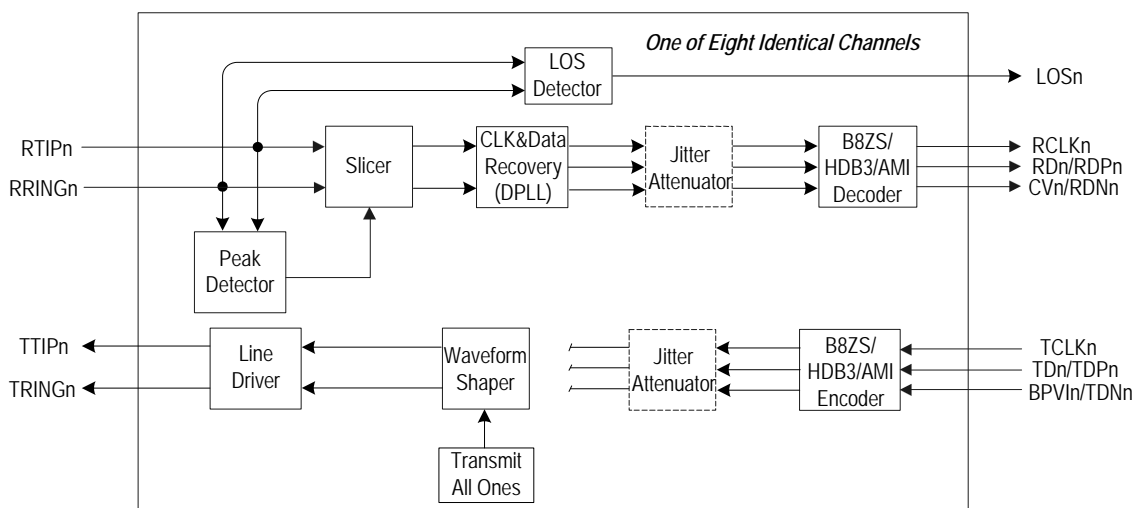 One of Eight Identical Channels
LOS
Detector
LOSn
RTIPn
RRINGn
Slicer
CLK&Data
Recovery
(DPLL)
Jitter
Attenuator
B8ZS/
HDB3/AMI
Decoder
RCLKn
RDn/RDPn
CVn/RDNn
Peak
Detector
TTIPn
TRINGn
Line
Driver
Waveform
Shaper
Jitter
Attenuator
B8ZS/
HDB3/AMI
Encoder
TCLKn
TDn/TDPn
BPVIn/TDNn
Transmit
All Ones